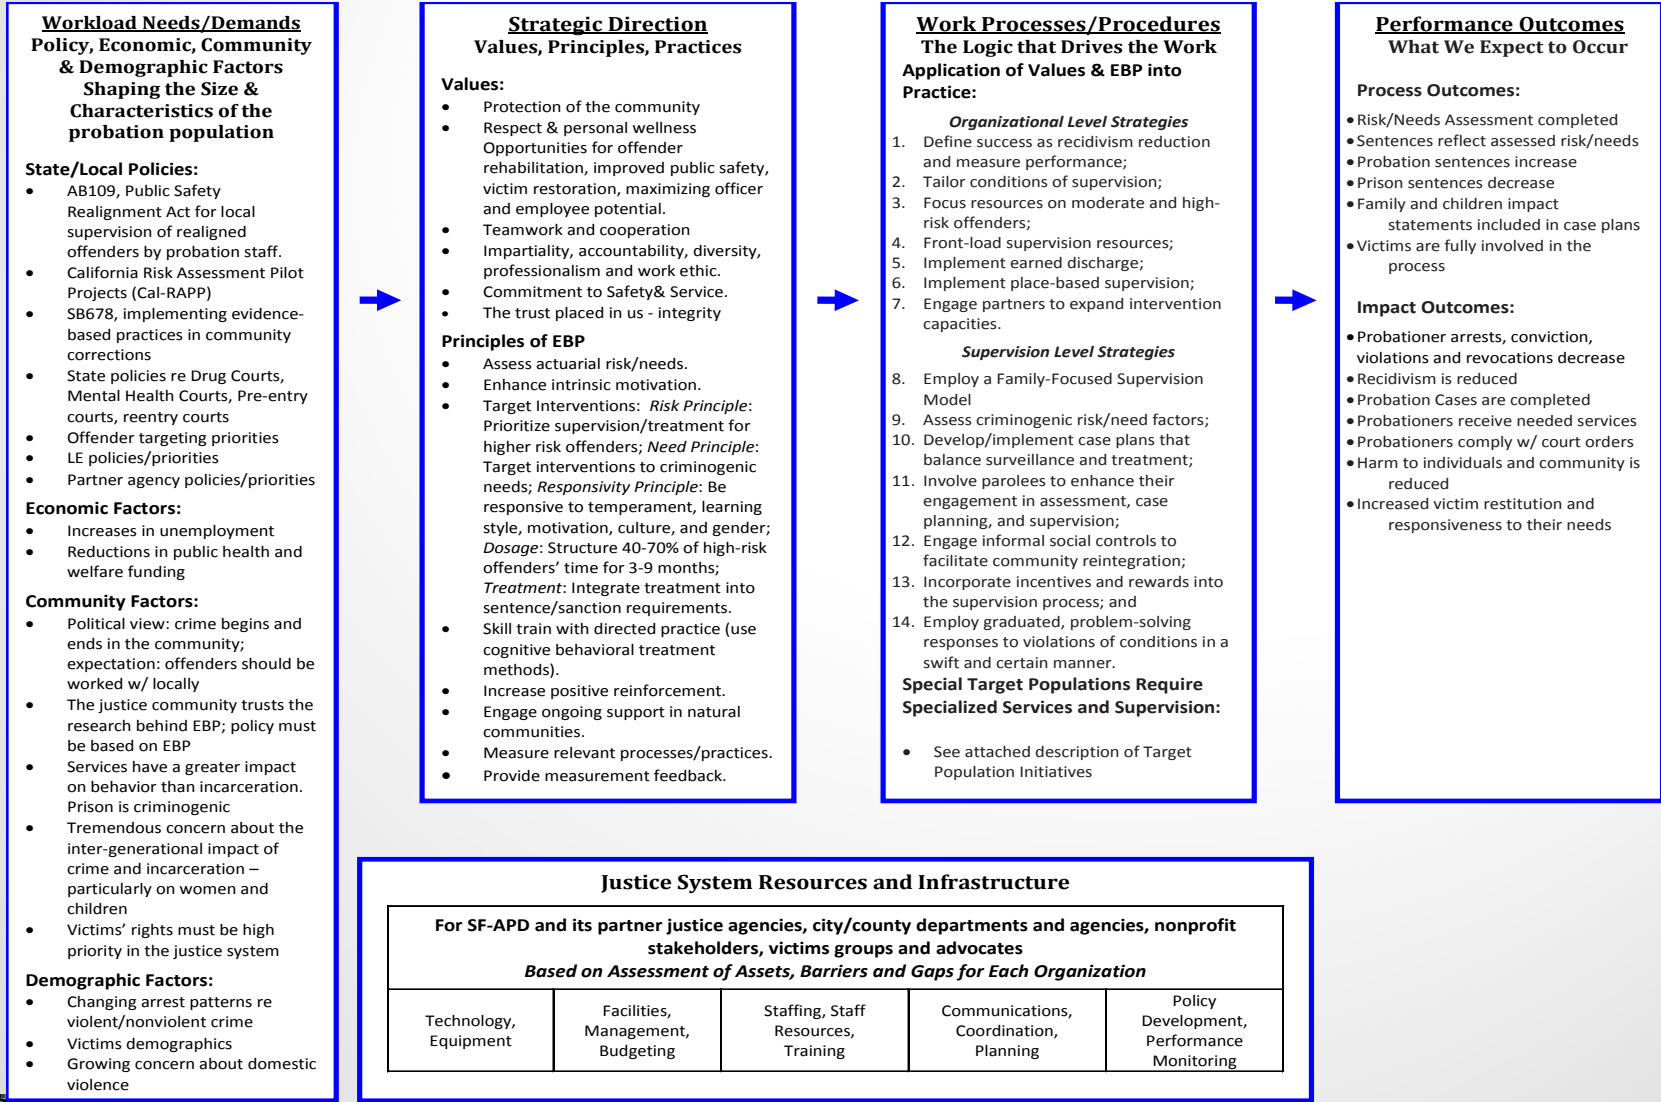 Workload Needs/Demands
Policy, Economic, Community
& Demographic Factors
Shaping the Size &
Characteristics of the
probation population
State/Local Policies:
• AB109, Public Safety
Realignment Act for local
supervision of realigned
offenders by probation staff.
• California Risk Assessment Pilot
Projects (Cal-RAPP)
• SB678, implementing evidence-
based practices in community
corrections
• State policies re Drug Courts,
Mental Health Courts, Pre-entry
courts, reentry courts
• Offender targeting priorities
• LE policies/priorities
• Partner agency policies/priorities
Economic Factors:
• Increases in unemployment
• Reductions in public health and
welfare funding
Community Factors:
• Political view: crime begins and
ends in the community;
expectation: offenders should be
worked w/ locally
• The justice community trusts the
research behind EBP; policy must
be based on EBP
• Services have a greater impact
on behavior than incarceration.
Prison is criminogenic
• Tremendous concern about the
inter-generational impact of
crime and incarceration –
particularly on women and
children
• Victims’ rights must be high
priority in the justice system
Demographic Factors:
• Changing arrest patterns re
violent/nonviolent crime
• Victims demographics
• Growing concern about domestic
violence
Strategic Direction
Values, Principles, Practices
Values:
• Protection of the community
• Respect & personal wellness
Opportunities for offender
rehabilitation, improved public safety,
victim restoration, maximizing officer
and employee potential.
• Teamwork and cooperation
• Impartiality, accountability, diversity,
professionalism and work ethic.
• Commitment to Safety& Service.
• The trust placed in us - integrity
Principles of EBP
• Assess actuarial risk/needs.
• Enhance intrinsic motivation.
• Target Interventions: Risk Principle:
Prioritize supervision/treatment for
higher risk offenders; Need Principle:
Target interventions to criminogenic
needs; Responsivity Principle: Be
responsive to temperament, learning
style, motivation, culture, and gender;
Dosage: Structure 40-70% of high-risk
offenders’ time for 3-9 months;
Treatment: Integrate treatment into
sentence/sanction requirements.
• Skill train with directed practice (use
cognitive behavioral treatment
methods).
• Increase positive reinforcement.
• Engage ongoing support in natural
communities.
• Measure relevant processes/practices.
• Provide measurement feedback.
Work Processes/Procedures
The Logic that Drives the Work
Application of Values & EBP into
Practice:
Organizational Level Strategies
1. Define success as recidivism reduction
and measure performance;
2. Tailor conditions of supervision;
3. Focus resources on moderate and high-
risk offenders;
4. Front-load supervision resources;
5. Implement earned discharge;
6. Implement place-based supervision;
7. Engage partners to expand intervention
capacities.
Supervision Level Strategies
8. Employ a Family-Focused Supervision
Model
9. Assess criminogenic risk/need factors;
10. Develop/implement case plans that
balance surveillance and treatment;
11. Involve parolees to enhance their
engagement in assessment, case
planning, and supervision;
12. Engage informal social controls to
facilitate community reintegration;
13. Incorporate incentives and rewards into
the supervision process; and
14. Employ graduated, problem-solving
responses to violations of conditions in a
swift and certain manner.
Special Target Populations Require
Specialized Services and Supervision:
• See attached description of Target
Population Initiatives
Performance Outcomes
What We Expect to Occur
Process Outcomes:
• Risk/Needs Assessment completed
• Sentences reflect assessed risk/needs
• Probation sentences increase
• Prison sentences decrease
• Family and children impact
statements included in case plans
• Victims are fully involved in the
process
Impact Outcomes:
• Probationer arrests, conviction,
violations and revocations decrease
• Recidivism is reduced
• Probation Cases are completed
• Probationers receive needed services
• Probationers comply w/ court orders
• Harm to individuals and community is
reduced
• Increased victim restitution and
responsiveness to their needs
Justice System Resources and Infrastructure
For SF-APD and its partner justice agencies, city/county departments and agencies, nonprofit
stakeholders, victims groups and advocates
Based on Assessment of Assets, Barriers and Gaps for Each Organization
Technology,
Equipment
Facilities,
Management,
Budgeting
Staffing, Staff
Resources,
Training
Communications,
Coordination,
Planning
Policy
Development,
Performance
Monitoring